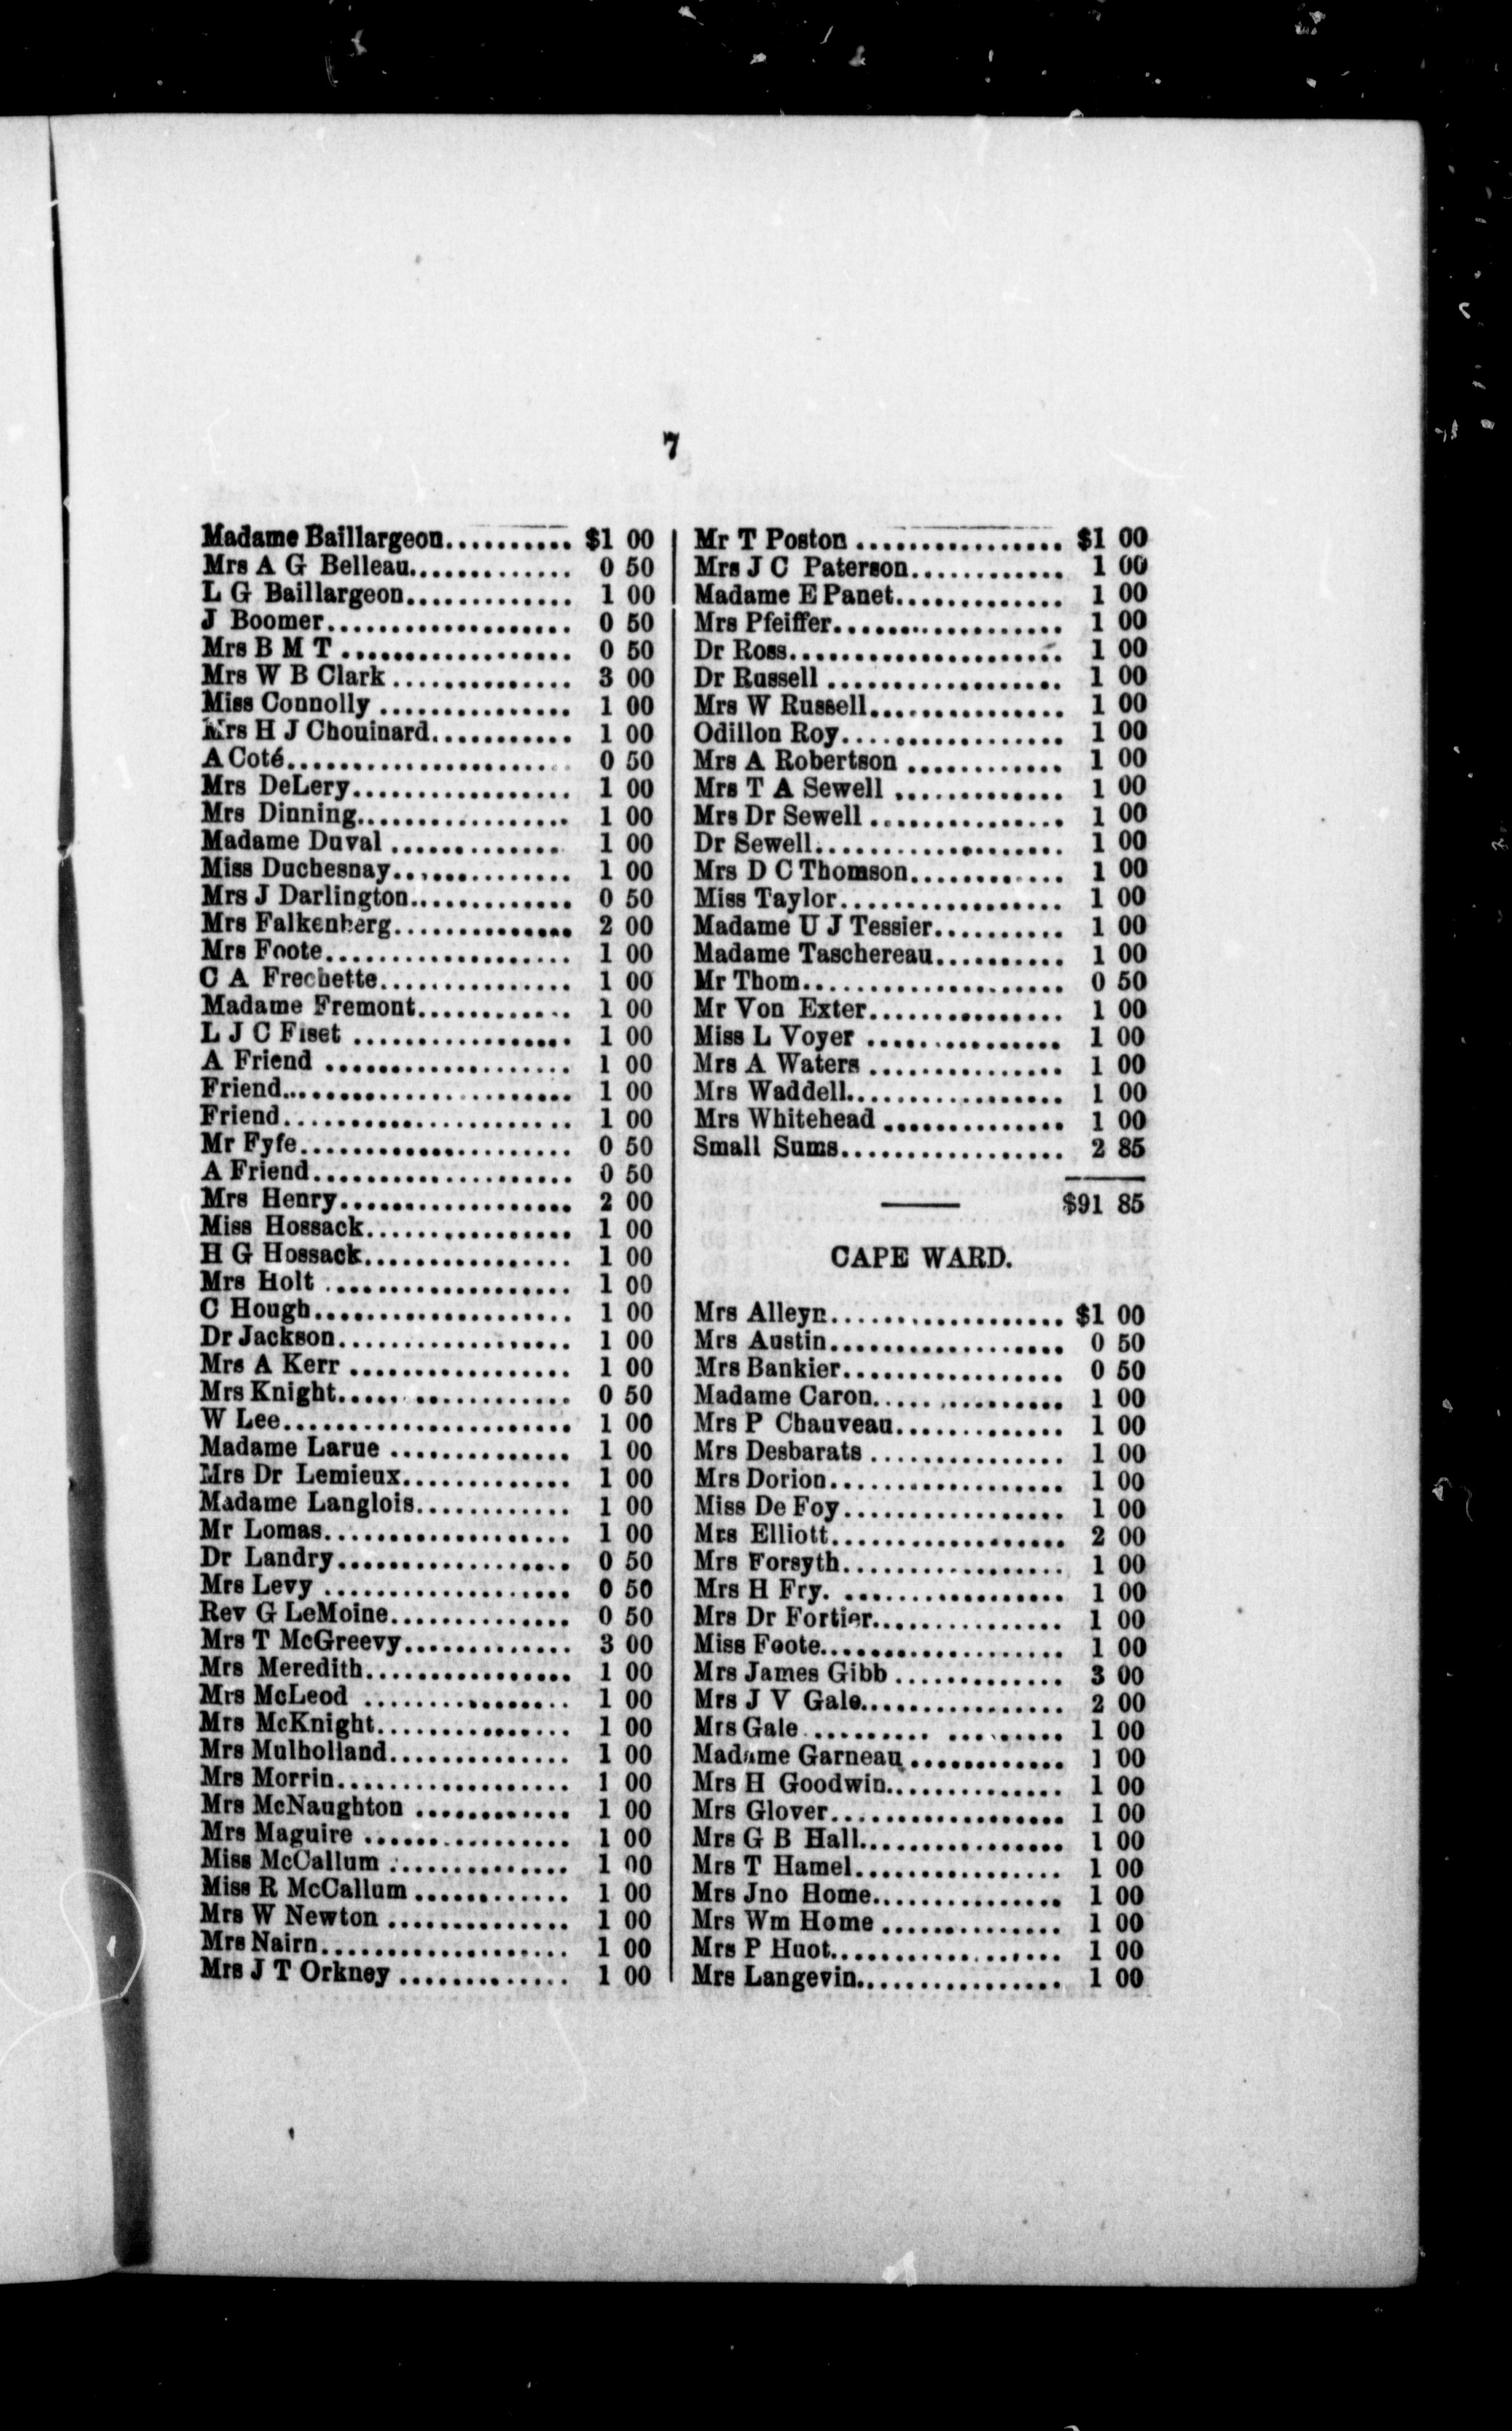 7
Madame Baillargeon.......... $1 00
Mrs A G Belleau............. 0 50
L G Baillargeon............. 1 00
J Boomer................... 0 50
Mrs B M T .................. 0 50
Mrs W B Clark .............. 3 00
Miss Connolly ............... 1 00
Mrs H J Chouinard........... 1 00
A Coté...................... 0 50
Mrs DeLery................. 1 00
Mrs Dinning................. 1 00
Madame Duval ............. 1 00
Miss Duchesnay.............. 1 00
Mrs J Darlington............. 0 50
Mrs Falkenberg.............. 2 00
Mrs Foote................... 1 00
C A Frechette............... 1 00
Madame Fremont............ 1 00
L J C Fiset ................. 1 00
A Friend ................... 1 00
Friend...................... 1 00
Friend...................... 1 00
Mr Fyfe..................... 0 50
A Friend.................... 0 50
Mrs Henry.................. 2 00
Miss Hossack................ 1 00
H G Hossack................ 1 00
Mrs Holt ................... 1 00
C Hough.................... 1 00
Dr Jackson.................. 1 00
Mrs A Kerr ................. 1 00
Mrs Knight.................. 0 50
W Lee...................... 1 00
Madame Larue .............. 1 00
Mrs Dr Lemieux............. 1 00
Madame Langlois............ 1 00
Mr Lomas................... 1 00
Dr Landry.................. 0 50
Mrs Levy ................... 0 50
Rev G LeMoine.............. 0 50
Mrs T McGreevy............. 3 00
Mrs Meredith................ 1 00
Mrs McLeod ................ 1 00
Mrs McKnight............... 1 00
Mrs Mulholland.............. 1 00
Mrs Morrin.................. 1 00
Mrs McNaughton ............ 1 00
Mrs Maguire ................ 1 00
Miss McCallum .............. 1 00
Miss R McCallum ............ 1 00
Mrs W Newton .............. 1 00
Mrs Nairn................... 1 00
Mrs J T Orkney ............. 1 00
Mr T Poston ................ $1 00
Mrs J C Paterson............ 1 00
Madame E Panet............. 1 00
Mrs Pfeiffer.................. 1 00
Dr Ross..................... 1 00
Dr Russell .................. 1 00
Mrs W Russell............... 1 00
Odillon Roy................. 1 00
Mrs A Robertson ............ 1 00
Mrs T A Sewell ............. 1 00
Mrs Dr Sewell ............... 1 00
Dr Sewell................... 1 00
Mrs D C Thomson............ 1 00
Miss Taylor................. 1 00
Madame U J Tessier.......... 1 00
Madame Taschereau.......... 1 00
Mr Thom.................... 0 50
Mr Von Exter............... 1 00
Miss L Voyer ............... 1 00
Mrs A Waters ............... 1 00
Mrs Waddell................. 1 00
Mrs Whitehead .............. 1 00
Small Sums................. 2 85
$91 85
CAPE WARD.
Mrs Alleyn.................. $1 00
Mrs Austin.................. 0 50
Mrs Bankier................. 0 50
Madame Caron............... 1 00
Mrs P Chauveau............. 1 00
Mrs Desbarats ............... 1 00
Mrs Dorion.................. 1 00
Miss De Foy................. 1 00
Mrs Elliott.................. 2 00
Mrs Forsyth................. 1 00
Mrs H Fry. ................. 1 00
Mrs Dr Fortier............... 1 00
Miss Foote................... 1 00
Mrs James Gibb ............. 3 00
Mrs J V Gale................ 2 00
Mrs Gale .......... ......... 1 00
Madame Garneau ............ 1 00
Mrs H Goodwin.............. 1 00
Mrs Glover.................. 1 00
Mrs G B Hall................ 1 00
Mrs T Hamel................ 1 00
Mrs Jno Home............... 1 00
Mrs Wm Home .............. 1 00
Mrs P Huot.................. 1 00
Mrs Langevin................ 1 00